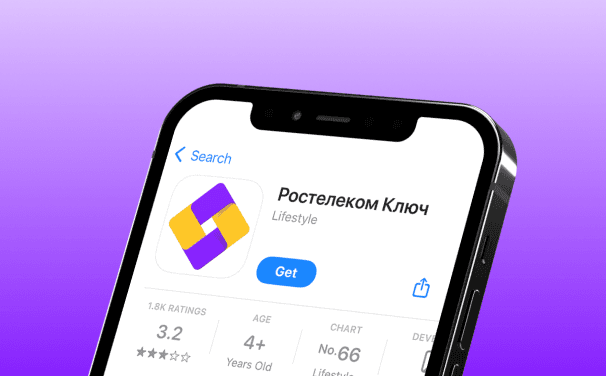 Search
Ростелеком Ключ
Lifestyle
Get
1.8K RATINGS
3.2
AGE
4+
Years Old
CHART
No.66
Lifestyle